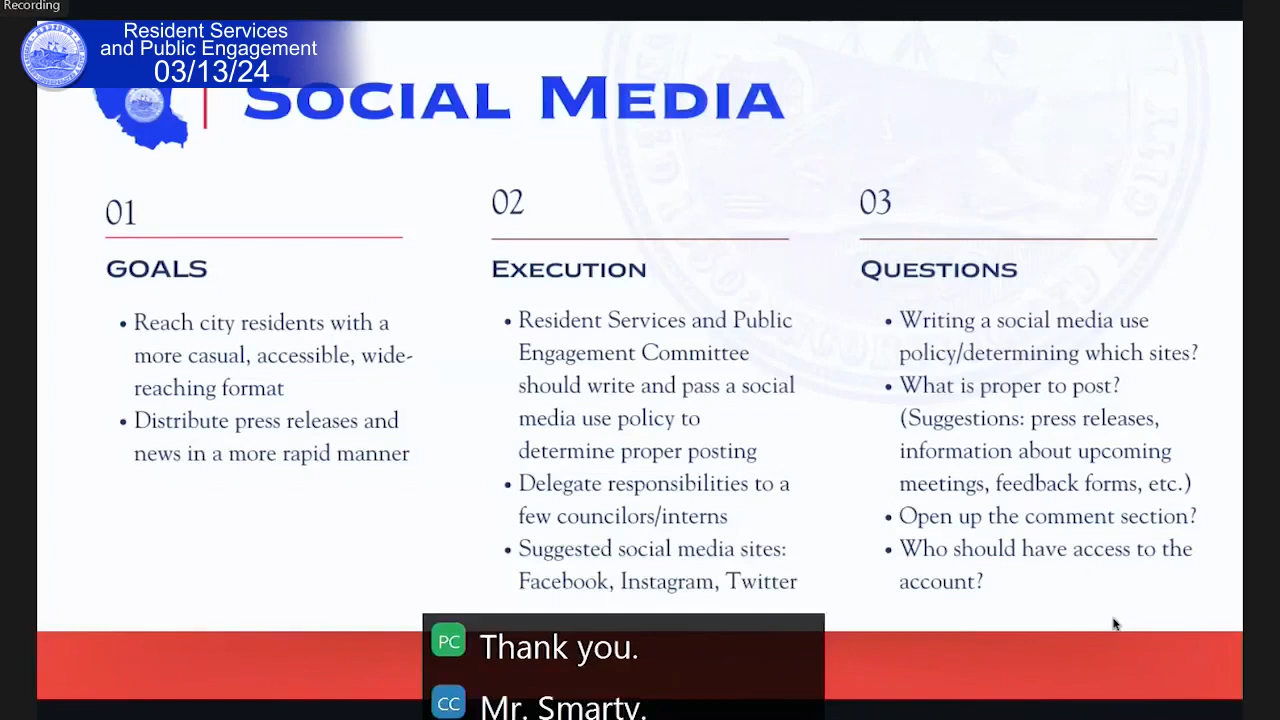 Recording
Resident Services
and Public Engagement
03/13/24
SOCIAL MEDIA
01
GOALS
• Reach city residents with a
more casual, accessible, wide-
reaching format
• Distribute press releases and
news in a more rapid manner
02
EXECUTION
• Resident Services and Public
Engagement Committee
should write and pass a social
media use policy to
determine proper posting
• Delegate responsibilities to a
few councilors/interns
• Suggested social media sites:
Facebook, Instagram, Twitter
03
QUESTIONS
• Writing a social media use
policy/determining which sites?
• What is proper to post?
(Suggestions: press releases,
information about upcoming
meetings, feedback forms, etc.)
• Open up the comment section?
• Who should have access to the
account?
PC Thank you.
CC Mr. Smarty.